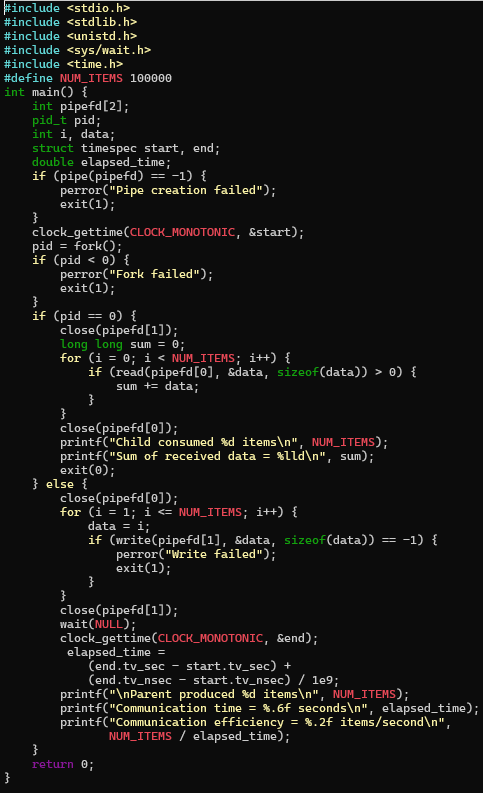 #include <stdio.h>
#include <stdlib.h>
#include <unistd.h>
#include <sys/wait.h>
#include <time.h>
#define NUM_ITEMS 100000
int main() {
    int pipefd[2];
    pid_t pid;
    int i, data;
    struct timespec start, end;
    double elapsed_time;
    if (pipe(pipefd) == -1) {
        perror("Pipe creation failed");
        exit(1);
    }
    clock_gettime(CLOCK_MONOTONIC, &start);
    pid = fork();
    if (pid < 0) {
        perror("Fork failed");
        exit(1);
    }
    if (pid == 0) {
        close(pipefd[1]);
        long long sum = 0;
        for (i = 0; i < NUM_ITEMS; i++) {
            if (read(pipefd[0], &data, sizeof(data)) > 0) {
                sum += data;
            }
        }
        close(pipefd[0]);
        printf("Child consumed %d items\n", NUM_ITEMS);
        printf("Sum of received data = %lld\n", sum);
        exit(0);
    } else {
        close(pipefd[0]);
        for (i = 1; i <= NUM_ITEMS; i++) {
            data = i;
            if (write(pipefd[1], &data, sizeof(data)) == -1) {
                perror("Write failed");
                exit(1);
            }
        }
        close(pipefd[1]);
        wait(NULL);
        clock_gettime(CLOCK_MONOTONIC, &end);
         elapsed_time =
            (end.tv_sec - start.tv_sec) +
            (end.tv_nsec - start.tv_nsec) / 1e9;
        printf("\nParent produced %d items\n", NUM_ITEMS);
        printf("Communication time = %.6f seconds\n", elapsed_time);
        printf("Communication efficiency = %.2f items/second\n",
               NUM_ITEMS / elapsed_time);
    }
    return 0;
}